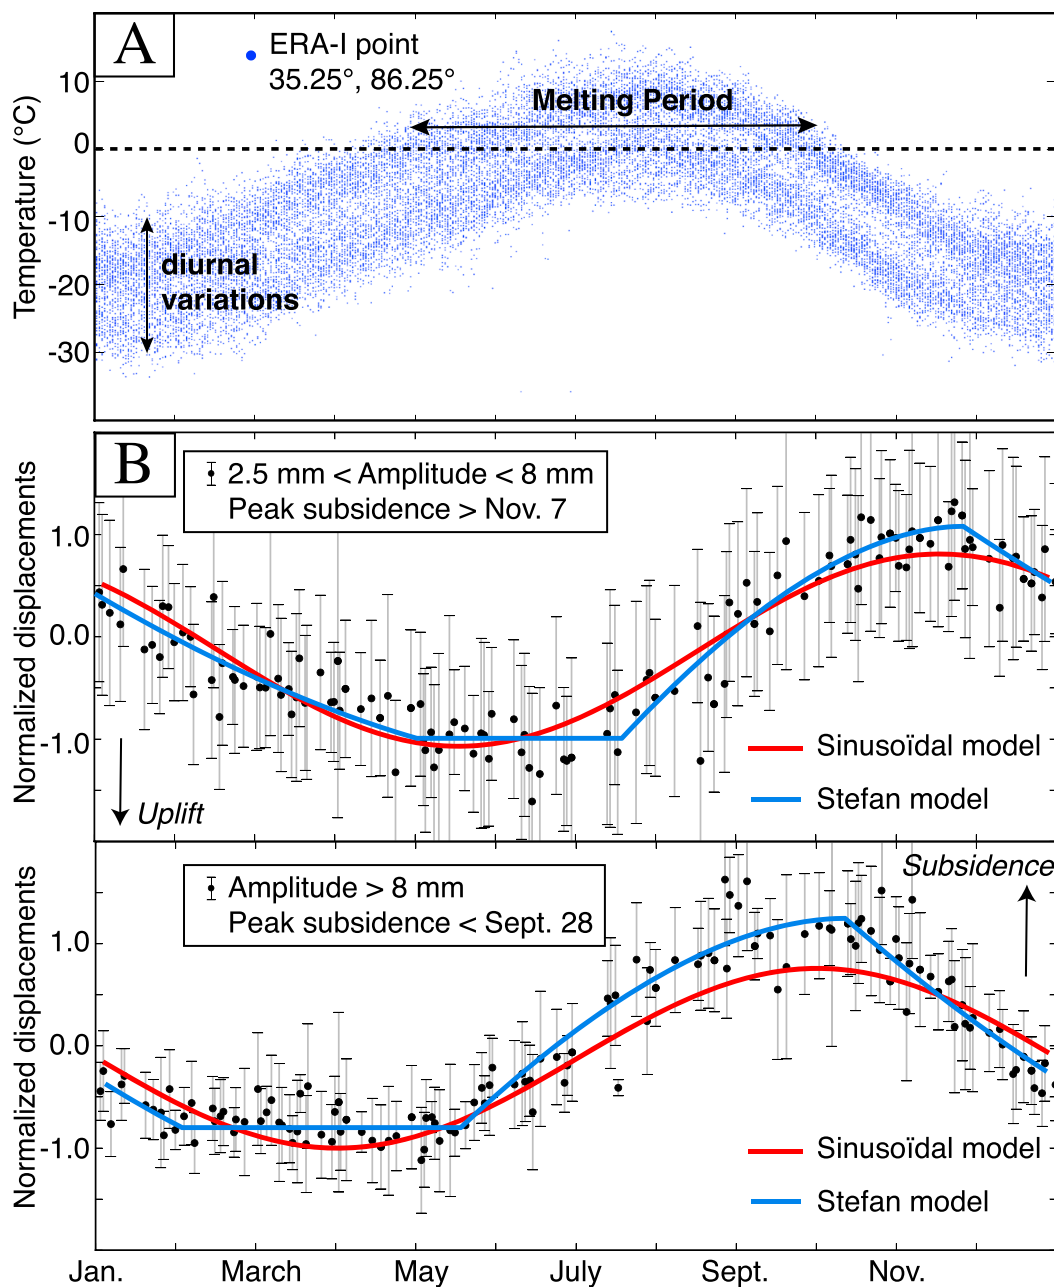 A
ERA-I point
35.25°, 86.25°
Melting Period
diurnal
variations
Temperature (°C)
10
0
-10
-20
-30
B
2.5 mm < Amplitude < 8 mm
Peak subsidence > Nov. 7
Normalized displacements
1.0
0.0
-1.0
Uplift
Sinusoïdal model
Stefan model
Amplitude > 8 mm
Peak subsidence < Sept. 28
Subsidence
Normalized displacements
1.0
0.0
-1.0
Sinusoïdal model
Stefan model
Jan. March May July Sept. Nov.